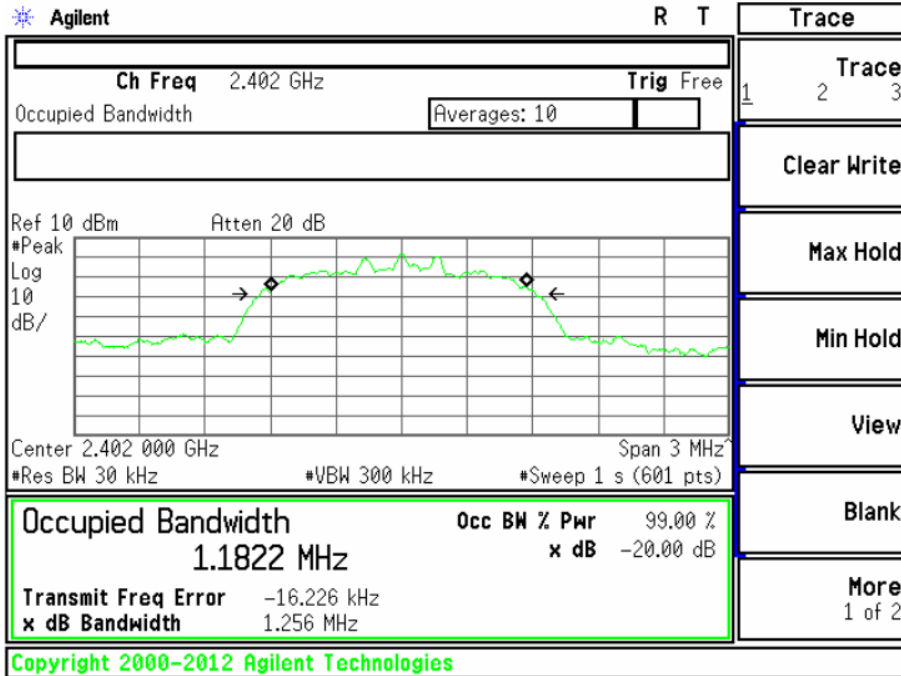 Agilent R T Trace
Ch Freq 2.402 GHz Trig Free
Occupied Bandwidth Averages: 10
Trace
1 2 3
Clear Write
Max Hold
Min Hold
View
Blank
More
1 of 2
Ref 10 dBm Atten 20 dB
#Peak
Log
10
dB/
Center 2.402 000 GHz Span 3 MHz^
#Res BW 30 kHz #VBW 300 kHz #Sweep 1 s (601 pts)
Occupied Bandwidth Occ BW % Pwr 99.00 %
1.1822 MHz x dB -20.00 dB
Transmit Freq Error -16.226 kHz
x dB Bandwidth 1.256 MHz
Copyright 2000-2012 Agilent Technologies